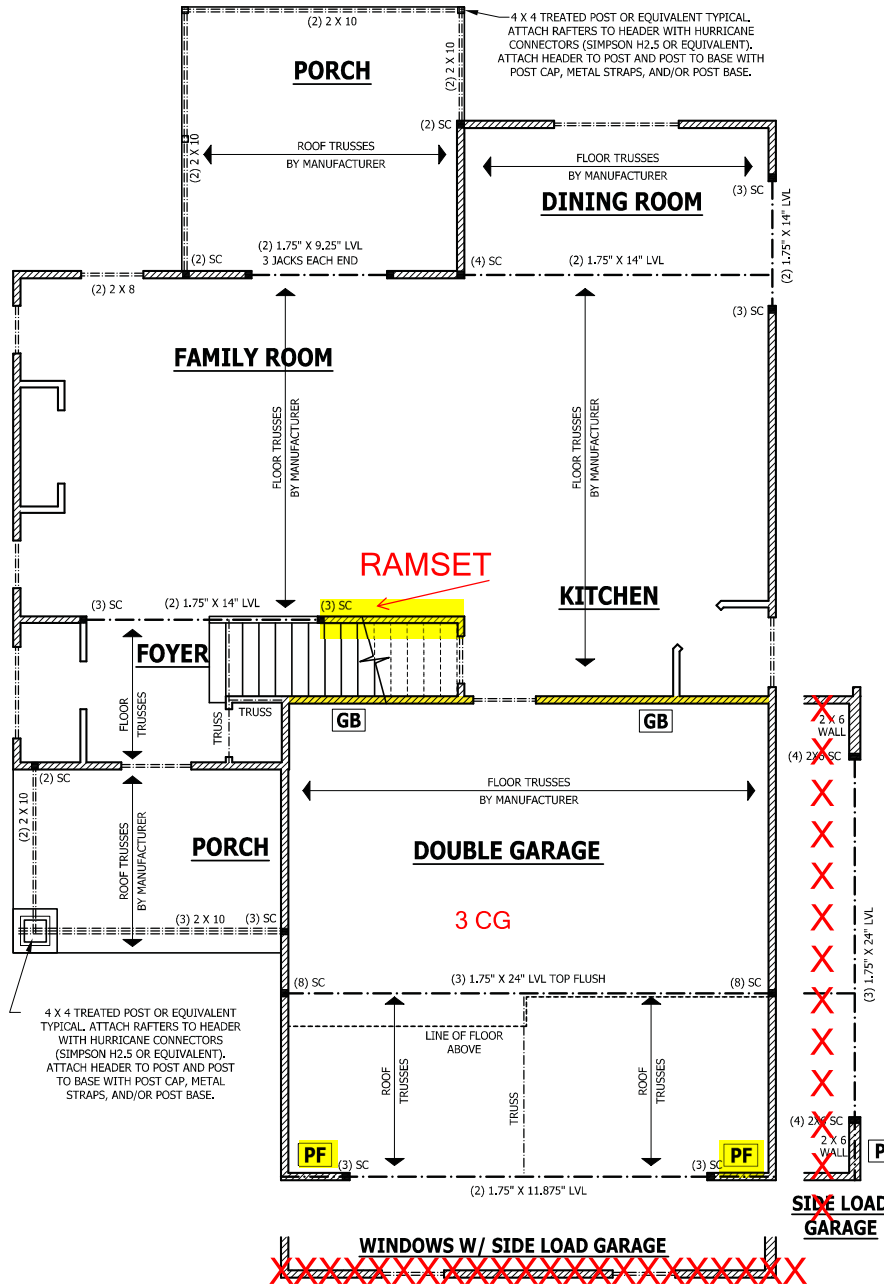 (2) 2 X 10
4 X 4 TREATED POST OR EQUIVALENT TYPICAL.
ATTACH RAFTERS TO HEADER WITH HURRICANE
CONNECTORS (SIMPSON H2.5 OR EQUIVALENT).
ATTACH HEADER TO POST AND POST TO BASE WITH
POST CAP, METAL STRAPS, AND/OR POST BASE.
PORCH
(2) 2 X 10
(2) 2 X 10
(2) SC
ROOF TRUSSES
BY MANUFACTURER
FLOOR TRUSSES
BY MANUFACTURER
DINING ROOM
(3) SC
(2) 1.75" X 14" LVL
(2) SC
(2) 1.75" X 9.25" LVL
3 JACKS EACH END
(4) SC
(2) 1.75" X 14" LVL
(2) 2 X 8
(3) SC
FAMILY ROOM
FLOOR TRUSSES
BY MANUFACTURER
FLOOR TRUSSES
BY MANUFACTURER
RAMSET
KITCHEN
(3) SC
(2) 1.75" X 14" LVL
(3) SC
FOYER
FLOOR
TRUSSES
TRUSS
TRUSS
GB
GB
2 X 6
WALL
(4) 2X6 SC
(2) SC
(2) 2 X 10
ROOF TRUSSES
BY MANUFACTURER
PORCH
FLOOR TRUSSES
BY MANUFACTURER
DOUBLE GARAGE
3 CG
(3) 2 X 10
(3) SC
(3) 1.75" X 24" LVL
(8) SC
(3) 1.75" X 24" LVL TOP FLUSH
(8) SC
4 X 4 TREATED POST OR EQUIVALENT
TYPICAL. ATTACH RAFTERS TO HEADER
WITH HURRICANE CONNECTORS
(SIMPSON H2.5 OR EQUIVALENT).
ATTACH HEADER TO POST AND POST
TO BASE WITH POST CAP, METAL
STRAPS, AND/OR POST BASE.
LINE OF FLOOR
ABOVE
ROOF
TRUSSES
TRUSS
ROOF
TRUSSES
(4) 2X6 SC
2 X 6
WALL
PF
(3) SC
(3) SC
PF
P
(2) 1.75" X 11.875" LVL
SIDE LOAD
GARAGE
WINDOWS W/ SIDE LOAD GARAGE
X X X X X X X X X X X
XXXXXXXXXXXXXXXXXXXXXXX